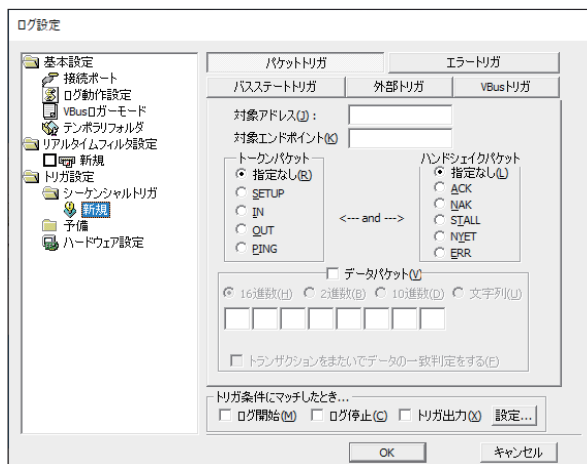 ログ設定
基本設定
接続ポート
ログ動作設定
VBusロガーモード
テンポラリフォルダ
リアルタイムフィルタ設定
新規
トリガ設定
シーケンシャルトリガ
新規
予備
ハードウェア設定
パケットトリガ
エラートリガ
バスステートトリガ
外部トリガ
VBusトリガ
対象アドレス(J):
対象エンドポイント(K)
トークンパケット
指定なし(R)
SETUP
IN
OUT
PING
<--- and --->
ハンドシェイクパケット
指定なし(L)
ACK
NAK
STALL
NYET
ERR
データパケット(V)
16進数(H) 2進数(B) 10進数(D) 文字列(U)
トランザクションをまたいでデータの一致判定をする(F)
トリガ条件にマッチしたとき...
ログ開始(M) ログ停止(C) トリガ出力(X) 設定...
OK キャンセル